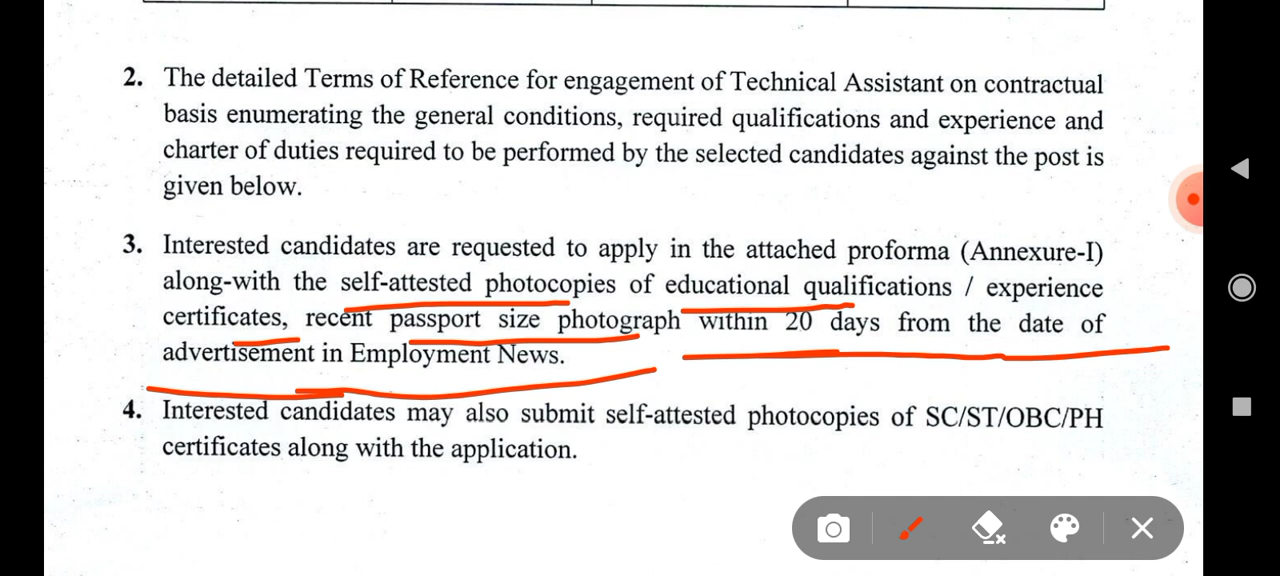 2. The detailed Terms of Reference for engagement of Technical Assistant on contractual
basis enumerating the general conditions, required qualifications and experience and
charter of duties required to be performed by the selected candidates against the post is
given below.
3. Interested candidates are requested to apply in the attached proforma (Annexure-I)
along-with the self-attested photocopies of educational qualifications / experience
certificates, recent passport size photograph within 20 days from the date of
advertisement in Employment News.
4. Interested candidates may also submit self-attested photocopies of SC/ST/OBC/PH
certificates along with the application.